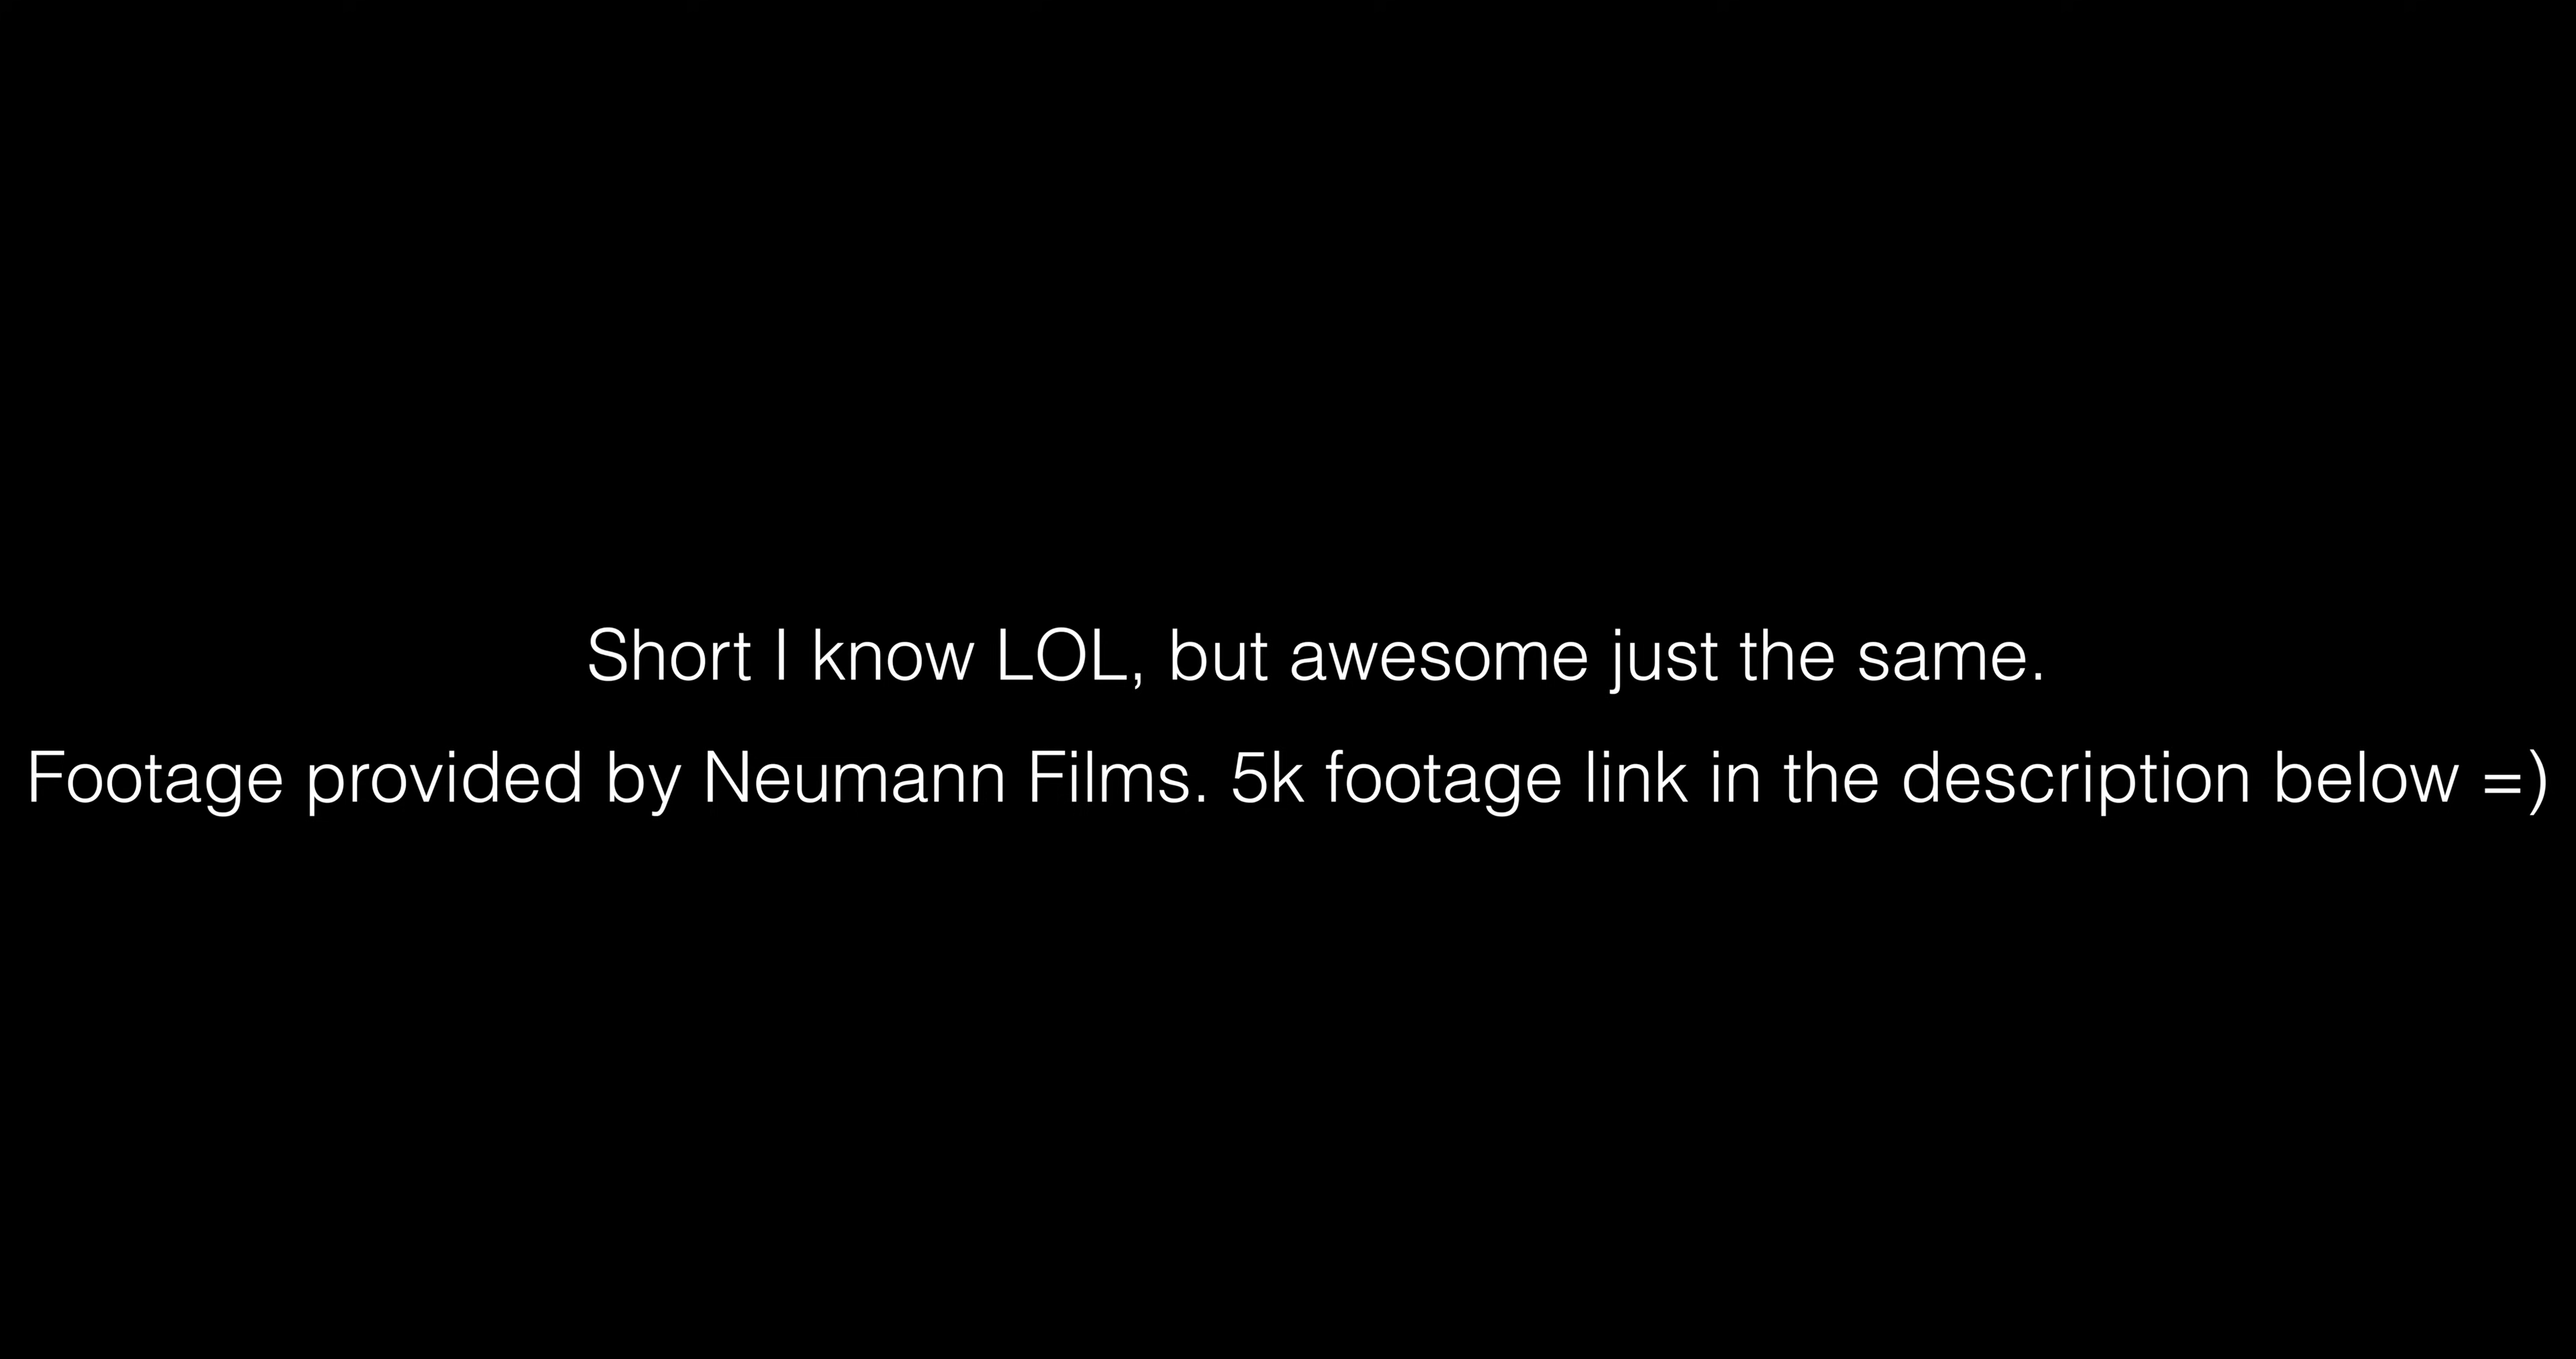 Short I know LOL, but awesome just the same.
Footage provided by Neumann Films. 5k footage link in the description below =)